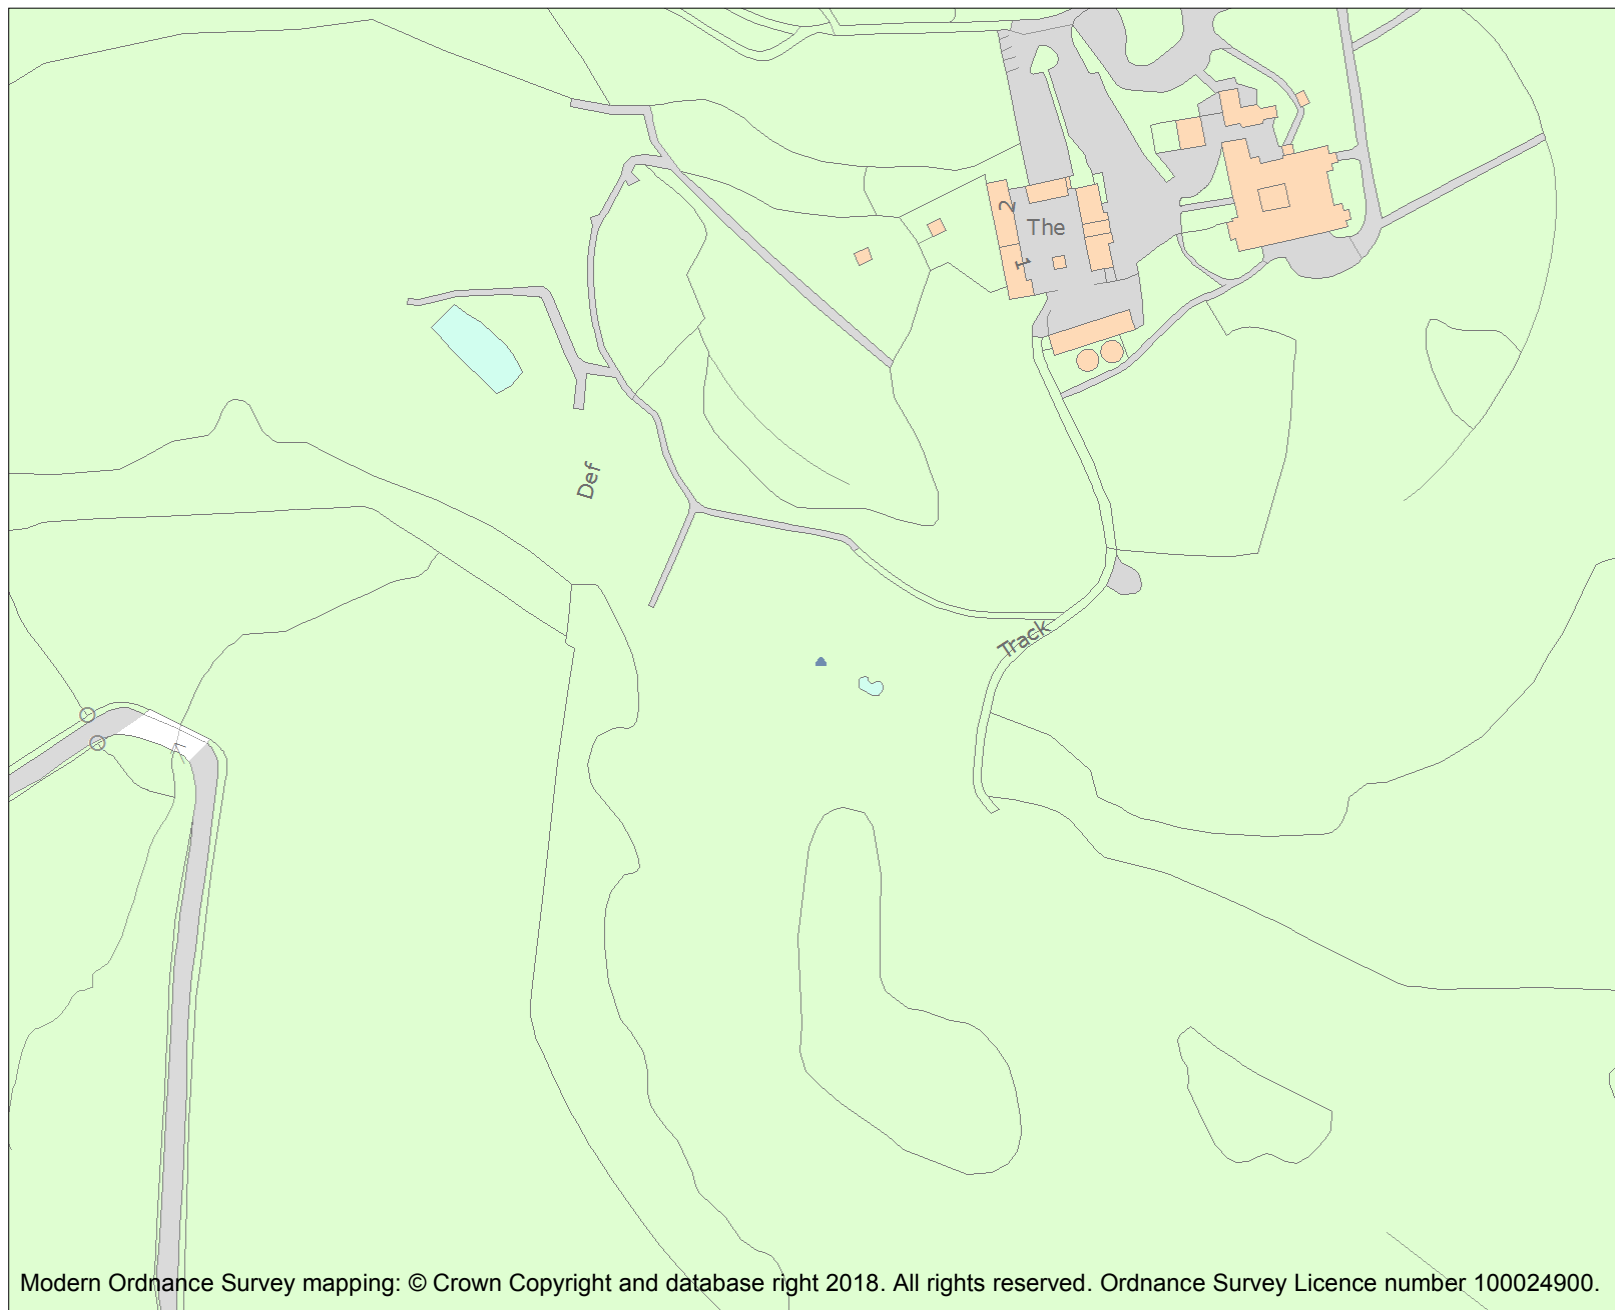 2
The
1
Def
Track
Modern Ordnance Survey mapping: © Crown Copyright and database right 2018. All rights reserved. Ordnance Survey Licence number 100024900.